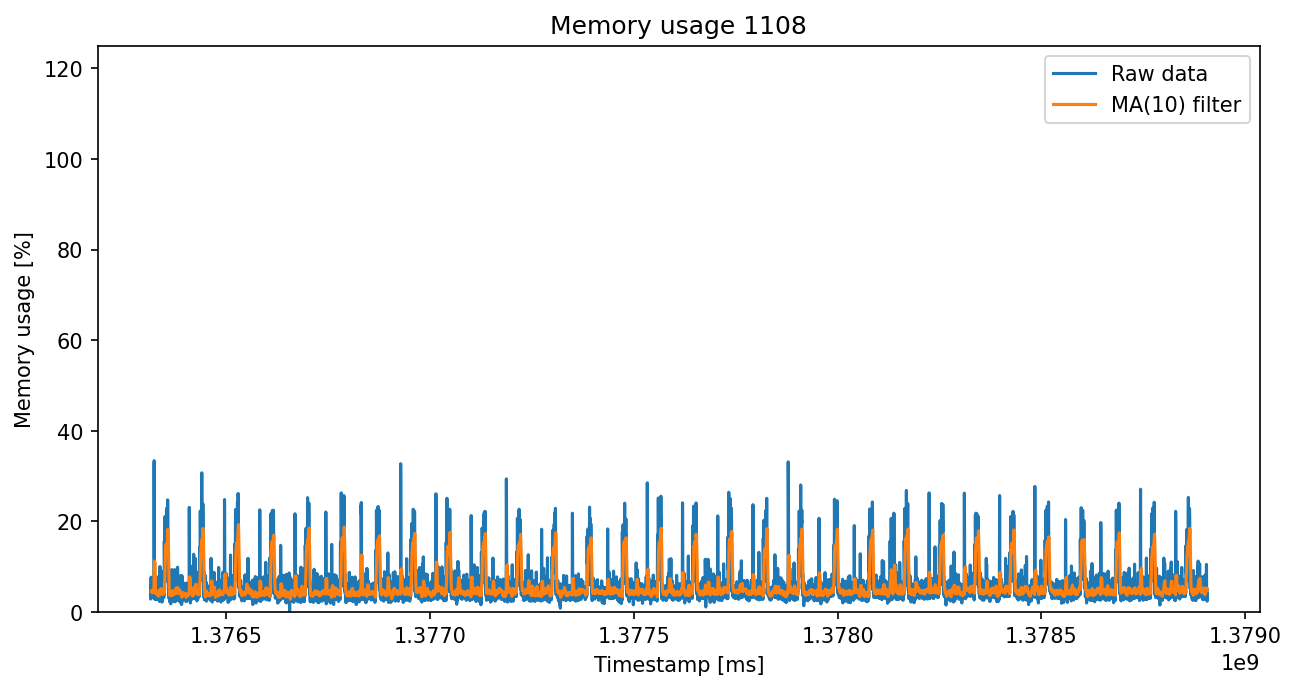 Memory usage 1108
Raw data
MA(10) filter
Memory usage [%]
120
100
80
60
40
20
0
1.3765 1.3770 1.3775 1.3780 1.3785 1.3790
1e9
Timestamp [ms]